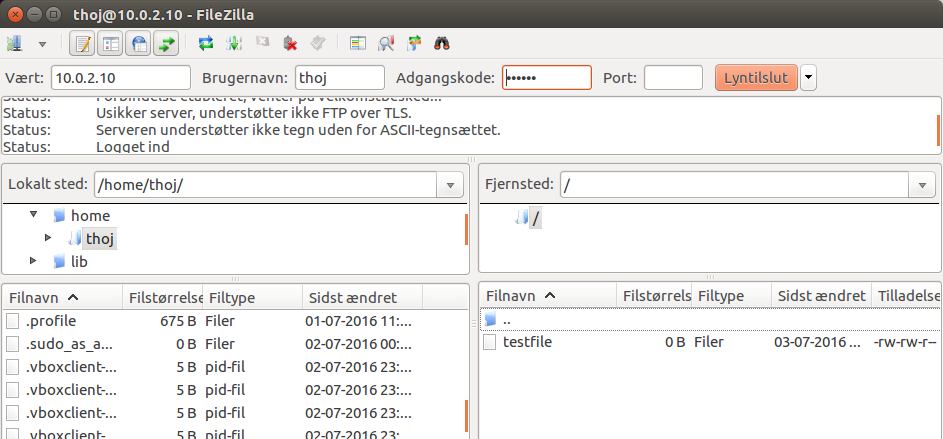 thoj@10.0.2.10 - FileZilla
Vært: 10.0.2.10 Brugernavn: thoj Adgangskode: •••••• Port: Lyntilslut
Status: Forbindelse etableret, venter på velkomstbesked...
Status: Usikker server, understøtter ikke FTP over TLS.
Status: Serveren understøtter ikke tegn uden for ASCII-tegnsættet.
Status: Logget ind
Lokalt sted: /home/thoj/
home
thoj
lib
Fjernsted: /
/
Filnavn Filstørrelse Filtype Sidst ændret
.profile 675 B Filer 01-07-2016 11:...
.sudo_as_a... 0 B Filer 02-07-2016 00:...
.vboxclient-... 5 B pid-fil 02-07-2016 23:...
.vboxclient-... 5 B pid-fil 02-07-2016 23:...
.vboxclient-... 5 B pid-fil 02-07-2016 23:...
.vboxclient-... 5 B pid-fil 02-07-2016 23:...
Filnavn Filstørrels Filtype Sidst ændret Tilladelse
..
testfile 0 B Filer 03-07-2016 ... -rw-rw-r--